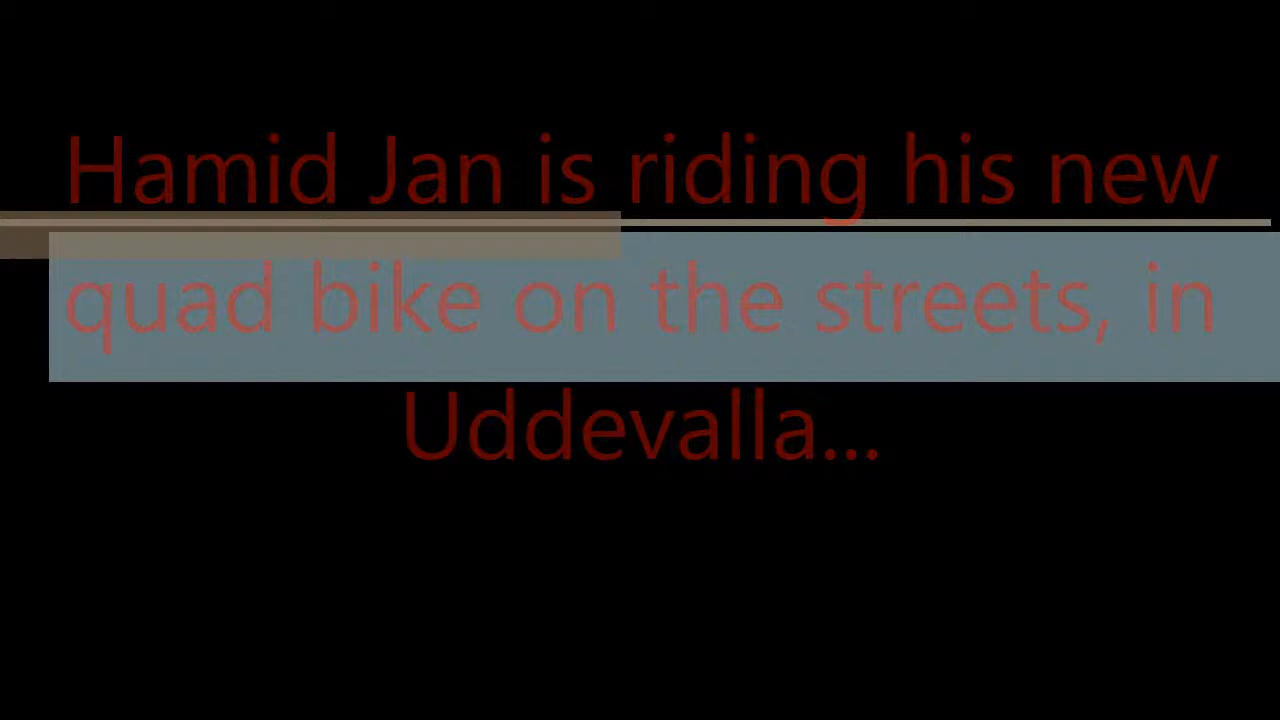 Hamid Jan is riding his new
quad bike on the streets, in
Uddevalla...